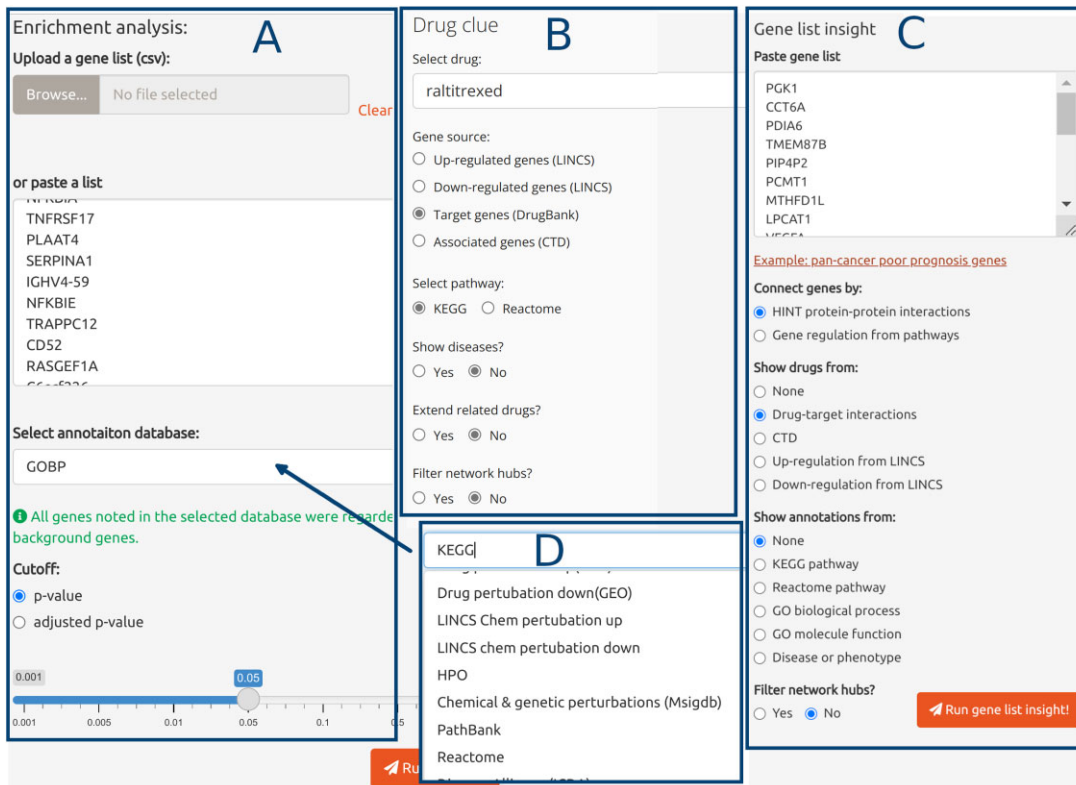 A
Enrichment analysis:
Upload a gene list (csv):
Browse... No file selected
Clear
or paste a list
NFKBIA
TNFRSF17
PLAAT4
SERPINA1
IGHV4-59
NFKBIE
TRAPPC12
CD52
RASGEF1A
Select annotaiton database:
GOBP
All genes noted in the selected database were regarde
background genes.
Cutoff:
p-value
adjusted p-value
0.001 0.05
0.001 0.005 0.01 0.05 0.1 0.5
Ru
B
Drug clue
Select drug:
raltitrexed
Gene source:
Up-regulated genes (LINCS)
Down-regulated genes (LINCS)
Target genes (DrugBank)
Associated genes (CTD)
Select pathway:
KEGG Reactome
Show diseases?
Yes No
Extend related drugs?
Yes No
Filter network hubs?
Yes No
D
KEGG
Drug pertubation down(GEO)
LINCS Chem pertubation up
LINCS chem pertubation down
HPO
Chemical & genetic perturbations (Msigdb)
PathBank
Reactome
C
Gene list insight
Paste gene list
PGK1
CCT6A
PDIA6
TMEM87B
PIP4P2
PCMT1
MTHFD1L
LPCAT1
VEGFA
Example: pan-cancer poor prognosis genes
Connect genes by:
HINT protein-protein interactions
Gene regulation from pathways
Show drugs from:
None
Drug-target interactions
CTD
Up-regulation from LINCS
Down-regulation from LINCS
Show annotations from:
None
KEGG pathway
Reactome pathway
GO biological process
GO molecule function
Disease or phenotype
Filter network hubs?
Yes No
Run gene list insight!